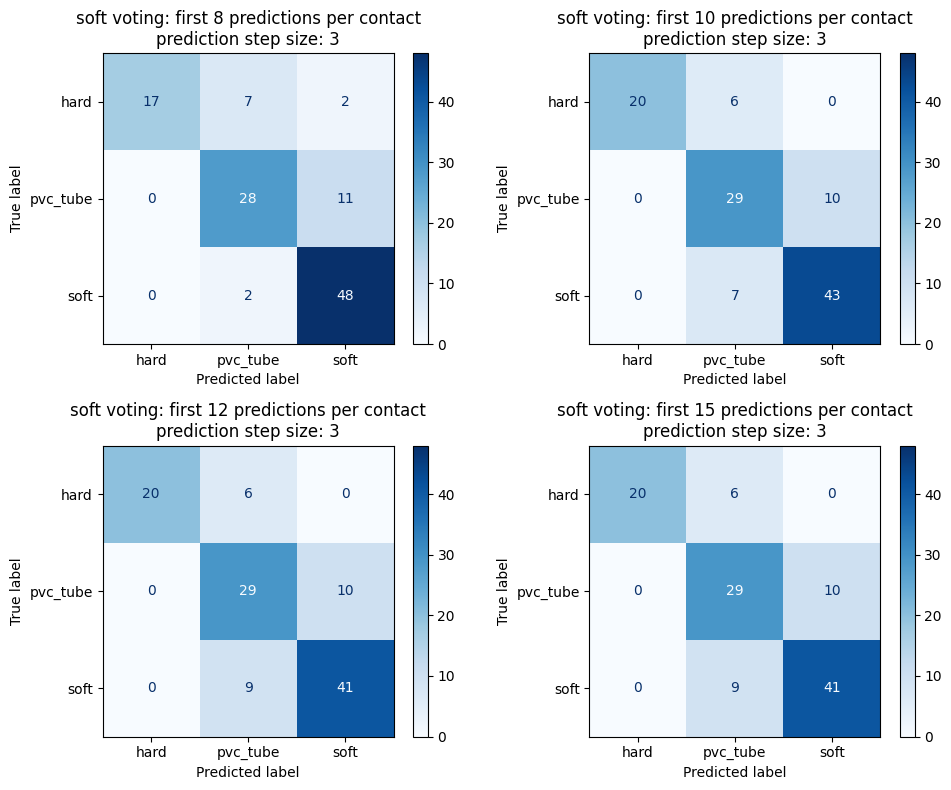 soft voting: first 8 predictions per contact
prediction step size: 3
hard 17 7 2
pvc_tube 0 28 11
soft 0 2 48
hard pvc_tube soft
Predicted label
True label
40
30
20
10
0
soft voting: first 10 predictions per contact
prediction step size: 3
hard 20 6 0
pvc_tube 0 29 10
soft 0 7 43
hard pvc_tube soft
Predicted label
True label
40
30
20
10
0
soft voting: first 12 predictions per contact
prediction step size: 3
hard 20 6 0
pvc_tube 0 29 10
soft 0 9 41
hard pvc_tube soft
Predicted label
True label
40
30
20
10
0
soft voting: first 15 predictions per contact
prediction step size: 3
hard 20 6 0
pvc_tube 0 29 10
soft 0 9 41
hard pvc_tube soft
Predicted label
True label
40
30
20
10
0